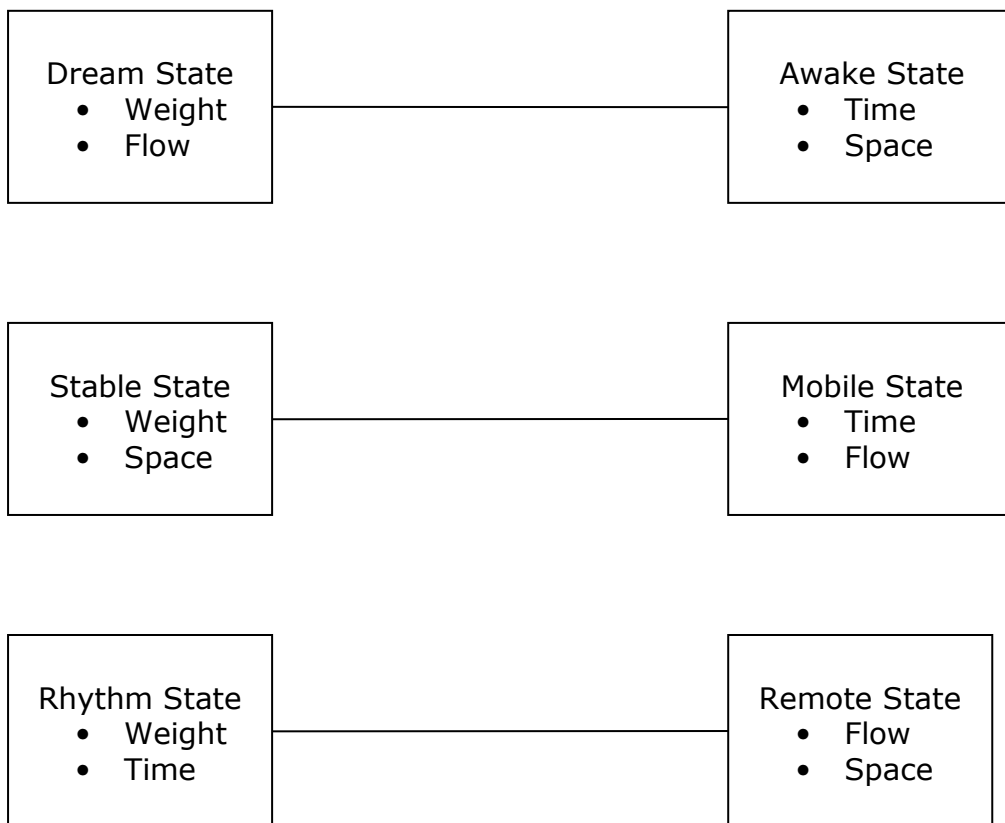 Dream State
• Weight
• Flow
Awake State
• Time
• Space
Stable State
• Weight
• Space
Mobile State
• Time
• Flow
Rhythm State
• Weight
• Time
Remote State
• Flow
• Space